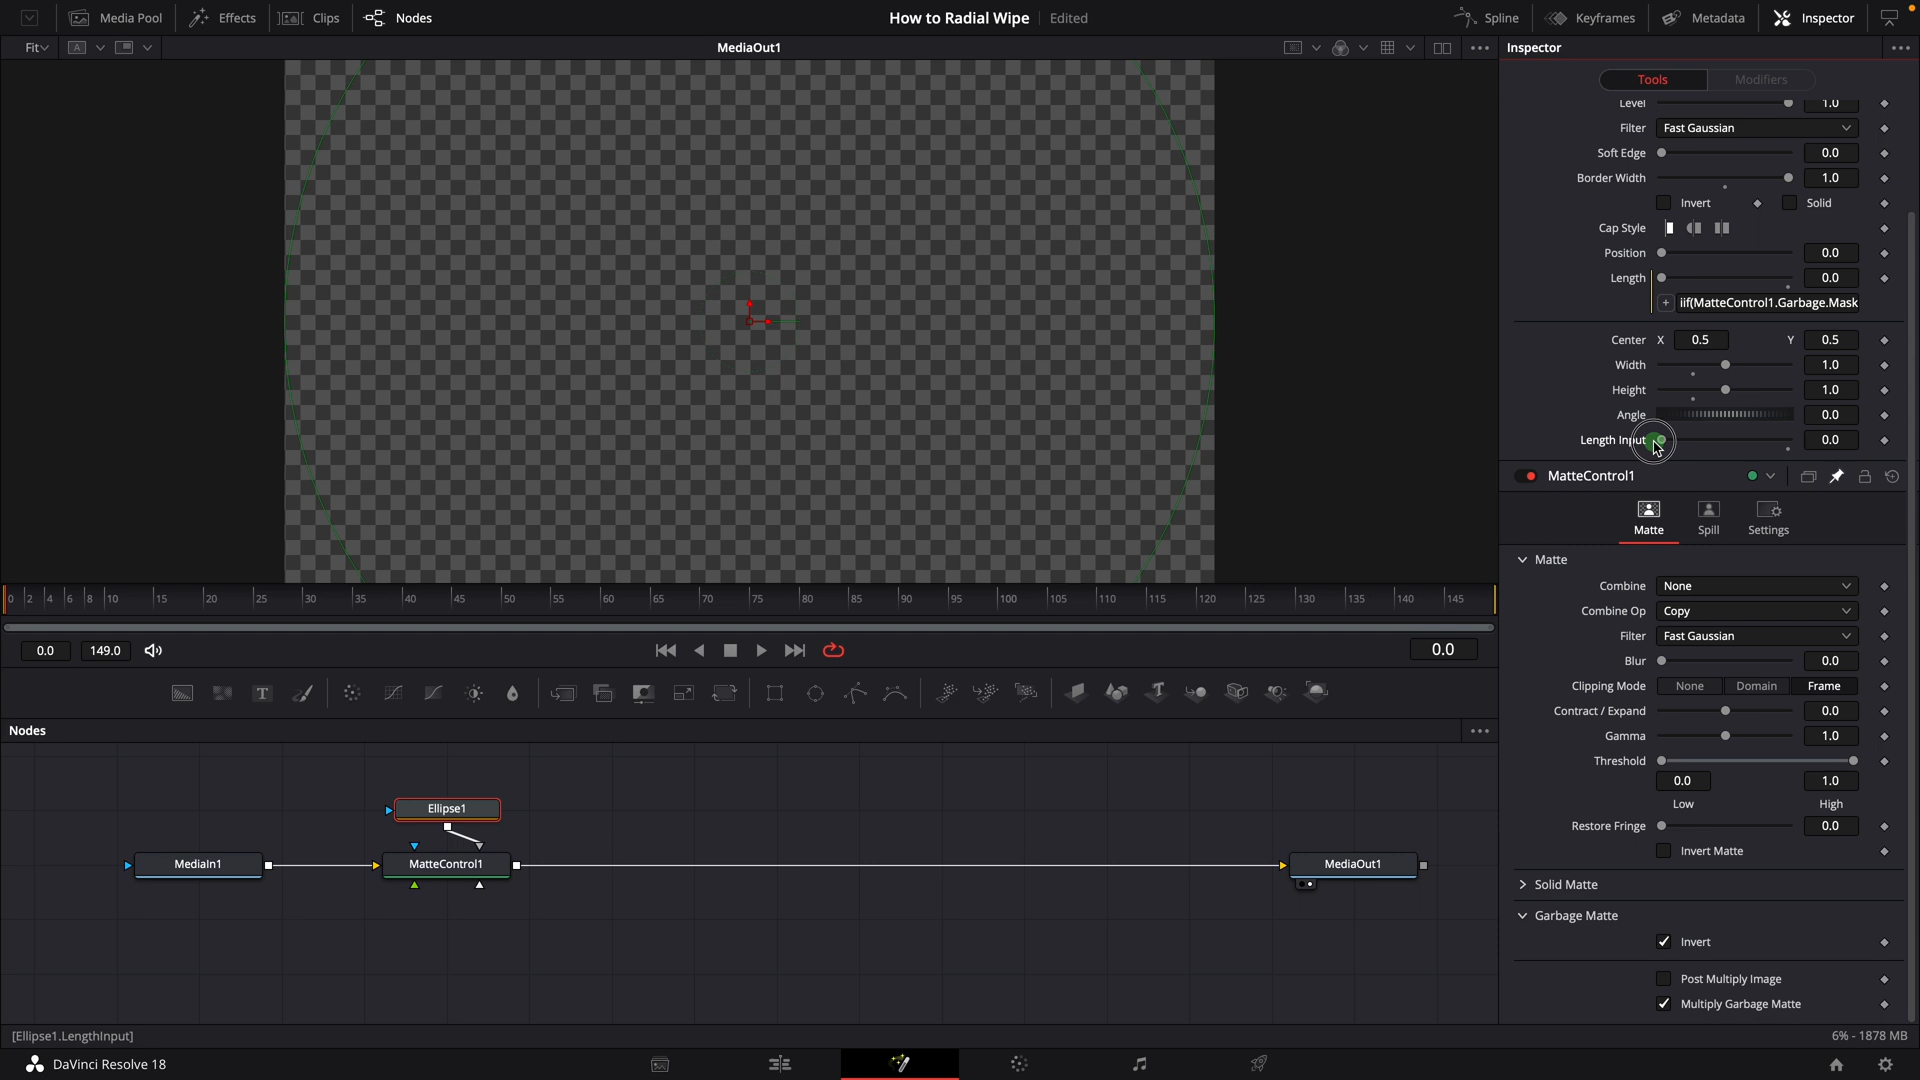 Media Pool
Effects
Clips
Nodes
How to Radial Wipe
Edited
Spline
Keyframes
Metadata
Inspector
Fit
A
MediaOut1
Inspector
Tools
Modifiers
Level
1.0
Filter
Fast Gaussian
Soft Edge
0.0
Border Width
1.0
Invert
Solid
Cap Style
Position
0.0
Length
0.0
iif(MatteControl1.Garbage.Mask
Center X 0.5 Y 0.5
Width
1.0
Height
1.0
Angle
0.0
Length Input
0.0
MatteControl1
Matte
Spill
Settings
Matte
Combine
None
Combine Op
Copy
Filter
Fast Gaussian
Blur
0.0
Clipping Mode
None
Domain
Frame
Contract / Expand
0.0
Gamma
1.0
Threshold
0.0
1.0
Low
High
Restore Fringe
0.0
Invert Matte
Solid Matte
Garbage Matte
Invert
Post Multiply Image
Multiply Garbage Matte
0 2 4 6 8 10 15 20 25 30 35 40 45 50 55 60 65 70 75 80 85 90 95 100 105 110 115 120 125 130 135 140 145
0.0
149.0
0.0
T
Nodes
Ellipse1
MediaIn1
MatteControl1
MediaOut1
[Ellipse1.LengthInput]
6% - 1878 MB
DaVinci Resolve 18